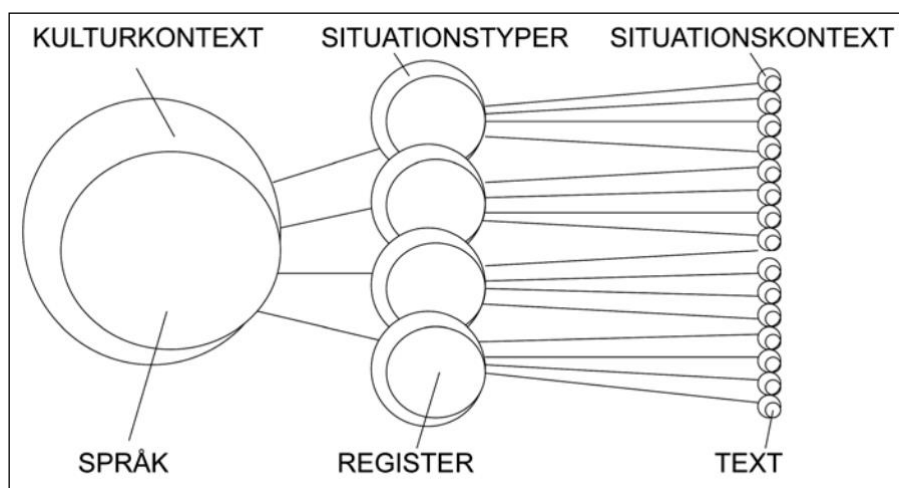 KULTURKONTEXT SITUATIONSTYPER SITUATIONSKONTEXT
SPRÅK REGISTER TEXT